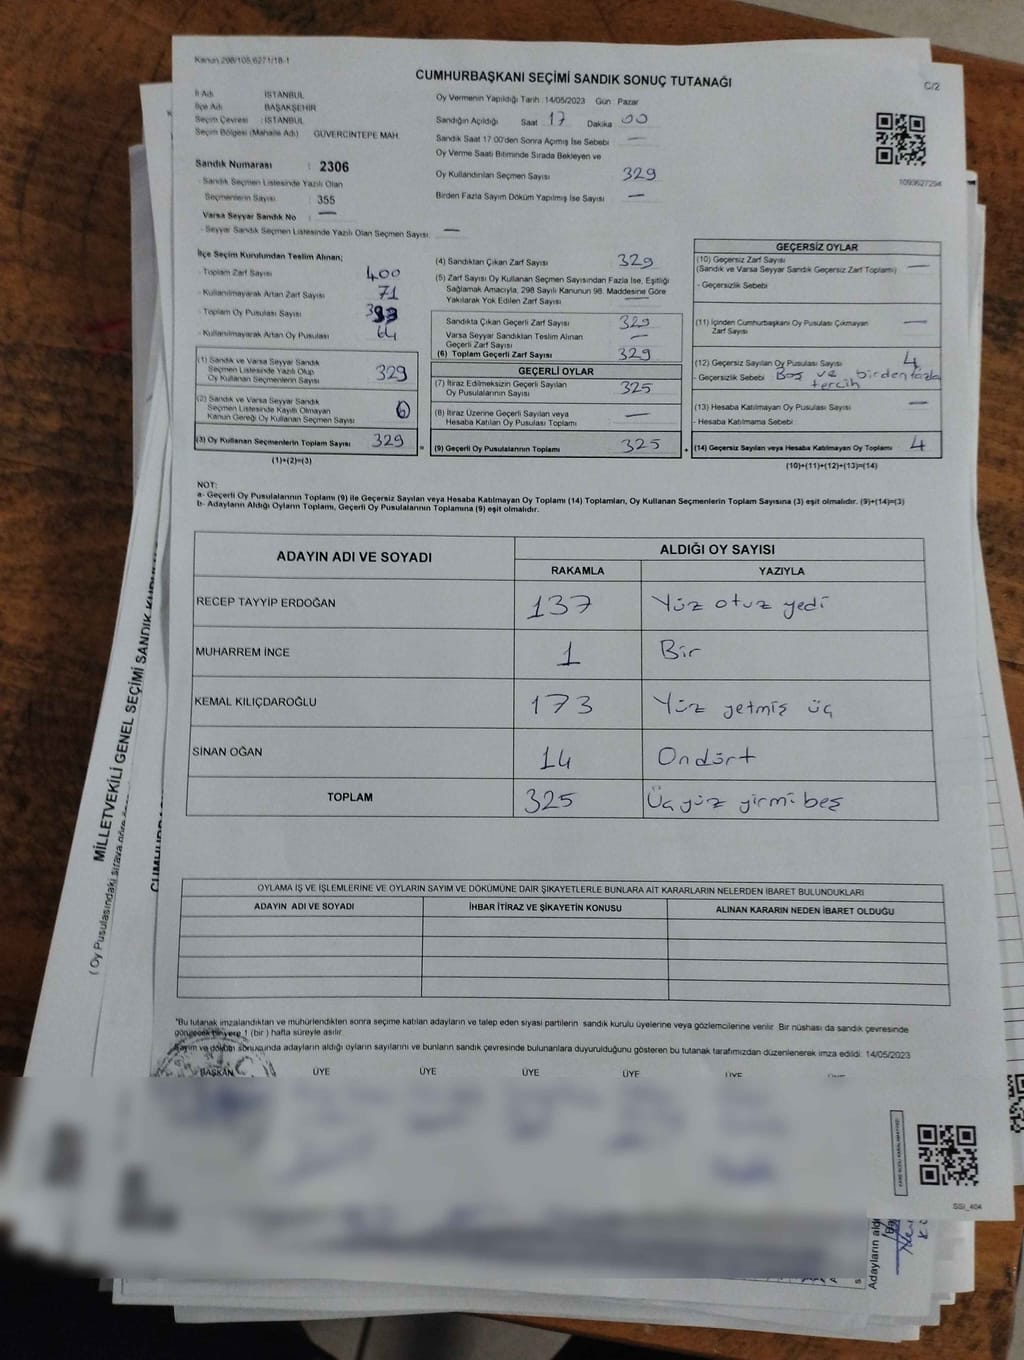 Kanun 298/105,6271/18-1
CUMHURBAŞKANI SEÇİMİ SANDIK SONUÇ TUTANAĞI
C/2
İl Adı : İSTANBUL
İlçe Adı : BAŞAKŞEHİR
Seçim Çevresi : İSTANBUL
Seçim Bölgesi (Mahalle Adı) : GÜVERCİNTEPE MAH.
Sandık Numarası : 2306
- Sandık Seçmen Listesinde Yazılı Olan
Seçmenlerin Sayısı : 355
Varsa Seyyar Sandık No : —
- Seyyar Sandık Seçmen Listesinde Yazılı Olan Seçmen Sayısı: —
Oy Vermenin Yapıldığı Tarih :14/05/2023 Gün : Pazar
Sandığın Açıldığı Saat 17 Dakika 00
Sandık Saat 17.00'den Sonra Açımış İse Sebebi : —
Oy Verme Saati Bitiminde Sırada Bekleyen ve
Oy Kullandırılan Seçmen Sayısı : 329
Birden Fazla Sayım Döküm Yapılmış İse Sayısı : —
1093627294
İlçe Seçim Kurulundan Teslim Alınan;
- Toplam Zarf Sayısı : 400
- Kullanılmayarak Artan Zarf Sayısı : 71
- Toplam Oy Pusulası Sayısı : 393
- Kullanılmayarak Artan Oy Pusulası : 64
(1) Sandık ve Varsa Seyyar Sandık
Seçmen Listesinde Yazılı Olup
Oy Kullanan Seçmenlerin Sayısı 329
(2) Sandık ve Varsa Seyyar Sandık
Seçmen Listesinde Kayıtlı Olmayan
Kanun Gereği Oy Kullanan Seçmen Sayısı
(3) Oy Kullanan Seçmenlerin Toplam Sayısı 329
(1)+(2)=(3)
(4) Sandıktan Çıkan Zarf Sayısı : 329
(5) Zarf Sayısı Oy Kullanan Seçmen Sayısından Fazla İse, Eşitliği
Sağlamak Amacıyla, 298 Sayılı Kanunun 98. Maddesine Göre
Yakılarak Yok Edilen Zarf Sayısı : —
Sandıkta Çıkan Geçerli Zarf Sayısı : 329
Varsa Seyyar Sandıktan Teslim Alınan
Geçerli Zarf Sayısı : —
(6) Toplam Geçerli Zarf Sayısı : 329
GEÇERLİ OYLAR
(7) İtiraz Edilmeksizin Geçerli Sayılan
Oy Pusulalarının Sayısı : 325
(8) İtiraz Üzerine Geçerli Sayılan veya
Hesaba Katılan Oy Pusulası Toplamı : —
(9) Geçerli Oy Pusulalarının Toplamı : 325
GEÇERSİZ OYLAR
(10) Geçersiz Zarf Sayısı
(Sandık ve Varsa Seyyar Sandık Geçersiz Zarf Toplamı) : —
- Geçersizlik Sebebi :
(11) İçinden Cumhurbaşkanı Oy Pusulası Çıkmayan : —
Zarf Sayısı
(12) Geçersiz Sayılan Oy Pusulası Sayısı : 4
- Geçersizlik Sebebi : Boş ve birden fazla
tercih
(13) Hesaba Katılmayan Oy Pusulası Sayısı : —
- Hesaba Katılmama Sebebi :
(14) Geçersiz Sayılan veya Hesaba Katılmayan Oy Toplamı : 4
(10)+(11)+(12)+(13)=(14)
NOT:
a- Geçerli Oy Pusulalarının Toplamı (9) ile Geçersiz Sayılan veya Hesaba Katılmayan Oy Toplamı (14) Toplamları, Oy Kullanan Seçmenlerin Toplam Sayısına (3) eşit olmalıdır. (9)+(14)=(3)
b- Adayların Aldığı Oyların Toplamı, Geçerli Oy Pusulalarının Toplamına (9) eşit olmalıdır.
ADAYIN ADI VE SOYADI
ALDIĞI OY SAYISI
RAKAMLA YAZIYLA
RECEP TAYYİP ERDOĞAN 137 Yüz otuz yedi
MUHARREM İNCE 1 Bir
KEMAL KILIÇDAROĞLU 173 Yüz yetmiş üç
SİNAN OĞAN 14 Ondört
TOPLAM 325 Üçyüz yirmi beş
OYLAMA İŞ VE İŞLEMLERİNE VE OYLARIN SAYIM VE DÖKÜMÜNE DAİR ŞİKAYETLERLE BUNLARA AİT KARARLARIN NELERDEN İBARET BULUNDUKLARI
ADAYIN ADI VE SOYADI İHBAR İTİRAZ VE ŞİKAYETİN KONUSU ALINAN KARARIN NEDEN İBARET OLDUĞU
"Bu tutanak imzalandıktan ve mühürlendikten sonra seçime katılan adayların ve talep eden siyasi partilerin sandık kurulu üyelerine veya gözlemcilerine verilir. Bir nüshası da sandık çevresinde
görülecek bir yere 1 (bir ) hafta süreyle asılır.
Sayım ve döküm sonucunda adayların aldığı oyların sayılarını ve bunların sandık çevresinde bulunanlara duyurulduğunu gösteren bu tutanak tarafımızdan düzenlenerek imza edildi. 14/05/2023
BAŞKAN ÜYE ÜYE ÜYE ÜYE ÜYE ÜYE
SSİ_404
MİLLETVEKİLİ GENEL SEÇİMİ SANDIK
( Oy Pusulasındaki sıraya göre
Adayların aldı